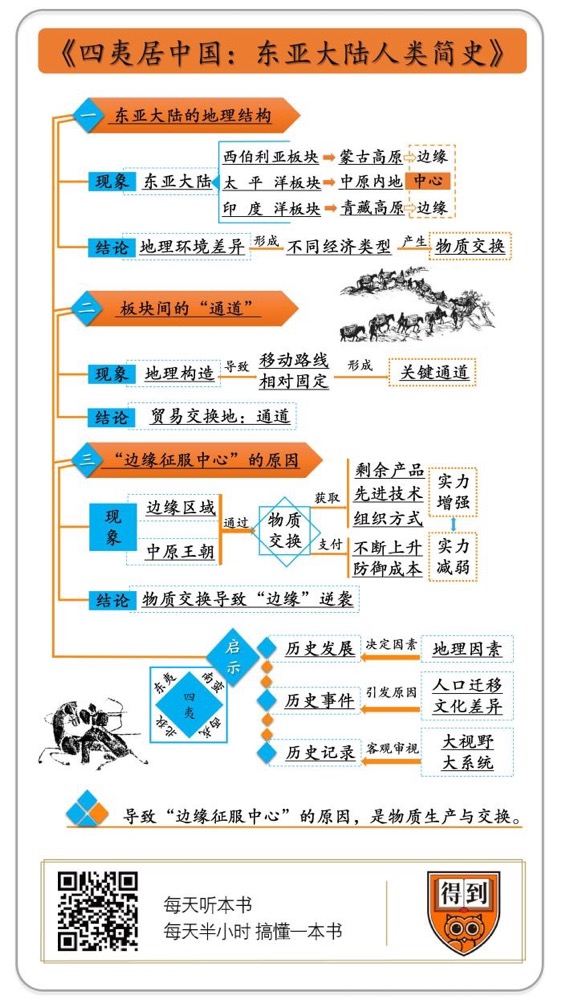 《四夷居中国：东亚大陆人类简史》
一 东亚大陆的地理结构
西伯利亚板块 蒙古高原 边缘
现象 东亚大陆 太平洋板块 中原内地 中心
印度洋板块 青藏高原 边缘
结论 地理环境差异 形成 不同经济类型 产生 物质交换
二 板块间的“通道”
现象 地理构造 导致 移动路线 相对固定 形成 关键通道
结论 贸易交换地：通道
三 “边缘征服中心”的原因
现象
边缘区域
中原王朝
通过
物质
交换
获取
剩余产品
先进技术
组织方式
实力
增强
支付
不断上升
防御成本
实力
减弱
结论 物质交换导致“边缘”逆袭
启示
历史发展 决定因素 地理因素
历史事件 引发原因 人口迁移 文化差异
历史记录 客观审视 大视野 大系统
东夷
南蛮
四夷
北狄
西戎
导致“边缘征服中心”的原因，是物质生产与交换。
每天听本书
每天半小时 搞懂一本书
得到